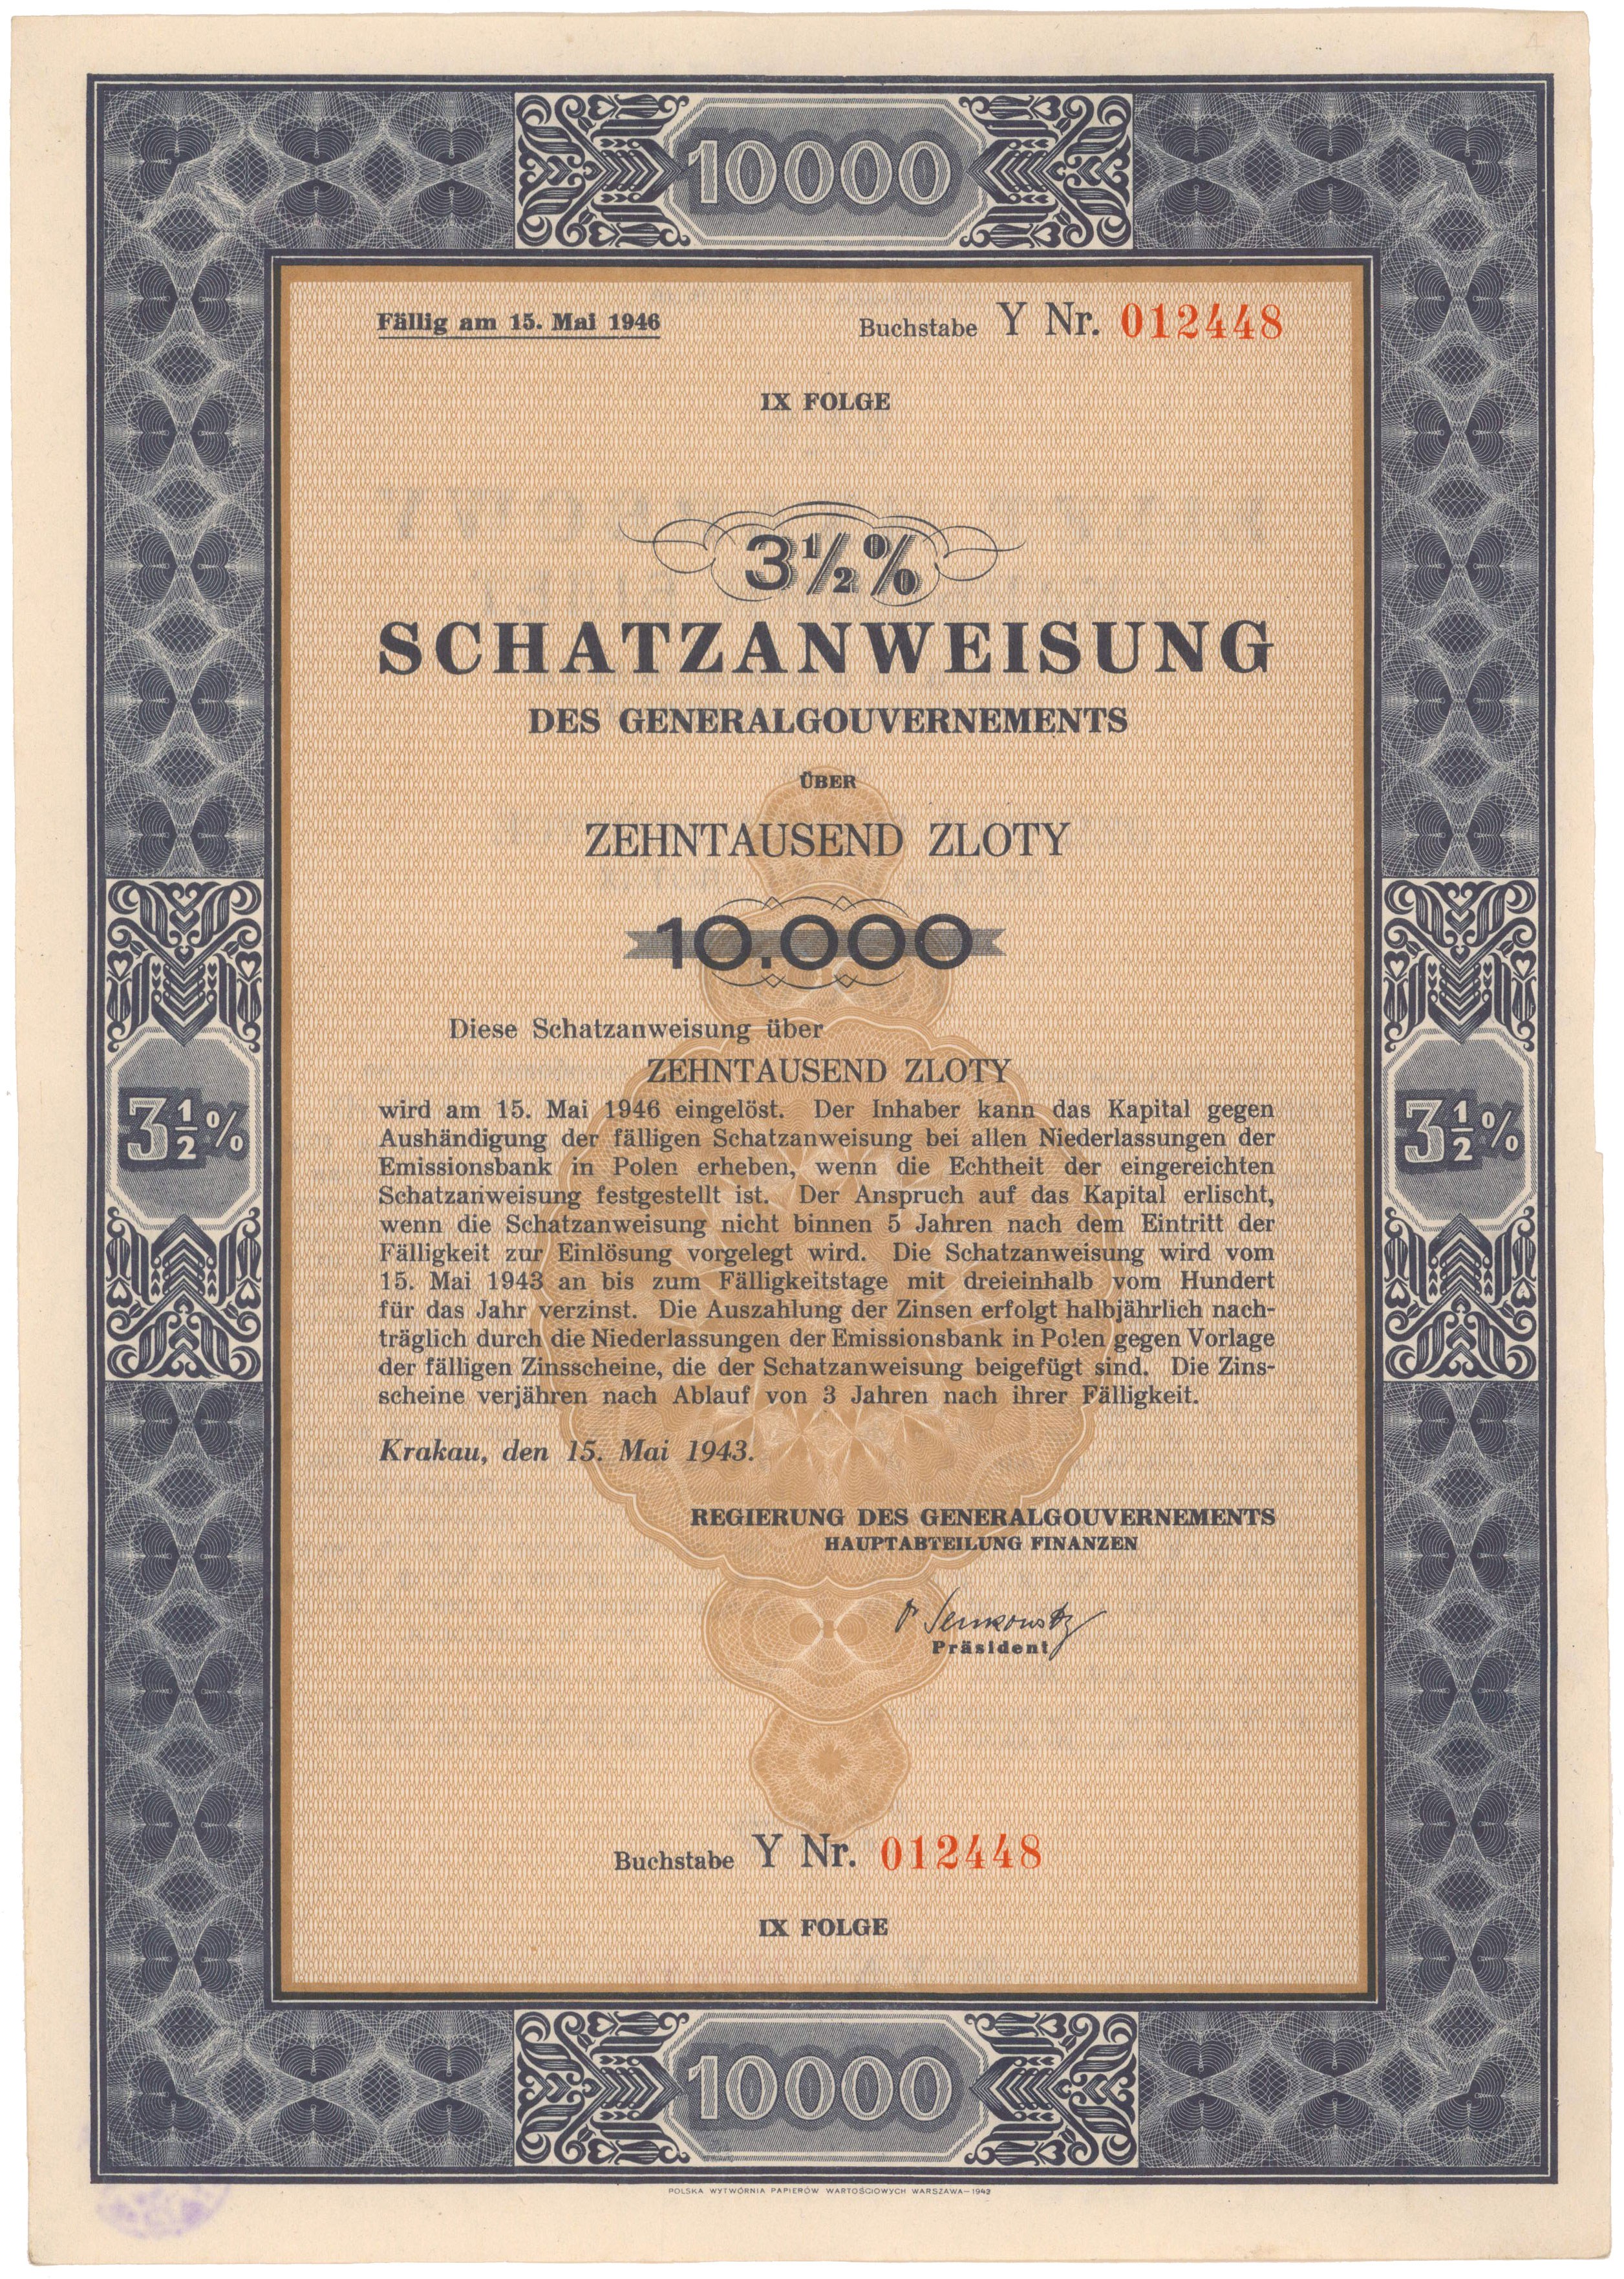 10000
Fällig am 15. Mai 1946
Buchstabe Y Nr. 012448
IX FOLGE
3½%
SCHATZANWEISUNG
DES GENERALGOUVERNEMENTS
ÜBER
ZEHNTAUSEND ZLOTY
10.000
Diese Schatzanweisung über
ZEHNTAUSEND ZLOTY
wird am 15. Mai 1946 eingelöst. Der Inhaber kann das Kapital gegen
Aushändigung der fälligen Schatzanweisung bei allen Niederlassungen der
Emissionsbank in Polen erheben, wenn die Echtheit der eingereichten
Schatzanweisung festgestellt ist. Der Anspruch auf das Kapital erlischt,
wenn die Schatzanweisung nicht binnen 5 Jahren nach dem Eintritt der
Fälligkeit zur Einlösung vorgelegt wird. Die Schatzanweisung wird vom
15. Mai 1943 an bis zum Fälligkeitstage mit dreieinhalb vom Hundert
für das Jahr verzinst. Die Auszahlung der Zinsen erfolgt halbjährlich nach-
träglich durch die Niederlassungen der Emissionsbank in Polen gegen Vorlage
der fälligen Zinsscheine, die der Schatzanweisung beigefügt sind. Die Zins-
scheine verjähren nach Ablauf von 3 Jahren nach ihrer Fälligkeit.
3½%
3½%
Krakau, den 15. Mai 1943.
REGIERUNG DES GENERALGOUVERNEMENTS
HAUPTABTEILUNG FINANZEN
Senkowsky
Präsident
Buchstabe Y Nr. 012448
IX FOLGE
10000
POLSKA WYTWÓRNIA PAPIERÓW WARTOŚCIOWYCH WARSZAWA—1943